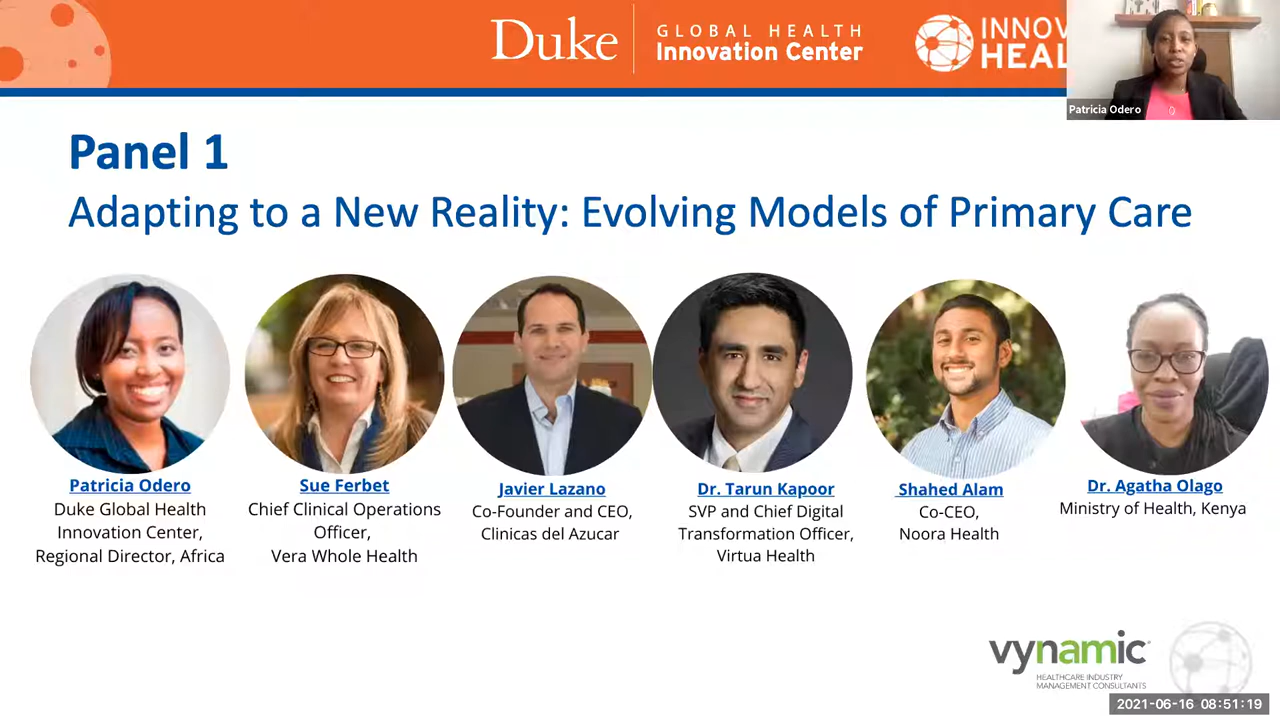 Duke
GLOBAL HEALTH
Innovation Center
INNOV
HEAL
Patricia Odero
Panel 1
Adapting to a New Reality: Evolving Models of Primary Care
Patricia Odero
Duke Global Health
Innovation Center,
Regional Director, Africa
Sue Ferbet
Chief Clinical Operations
Officer,
Vera Whole Health
Javier Lazano
Co-Founder and CEO,
Clinicas del Azucar
Dr. Tarun Kapoor
SVP and Chief Digital
Transformation Officer,
Virtua Health
Shahed Alam
Co-CEO,
Noora Health
Dr. Agatha Olago
Ministry of Health, Kenya
vynamic
HEALTHCARE INDUSTRY
MANAGEMENT CONSULTANTS
2021-06-16 08:51:19